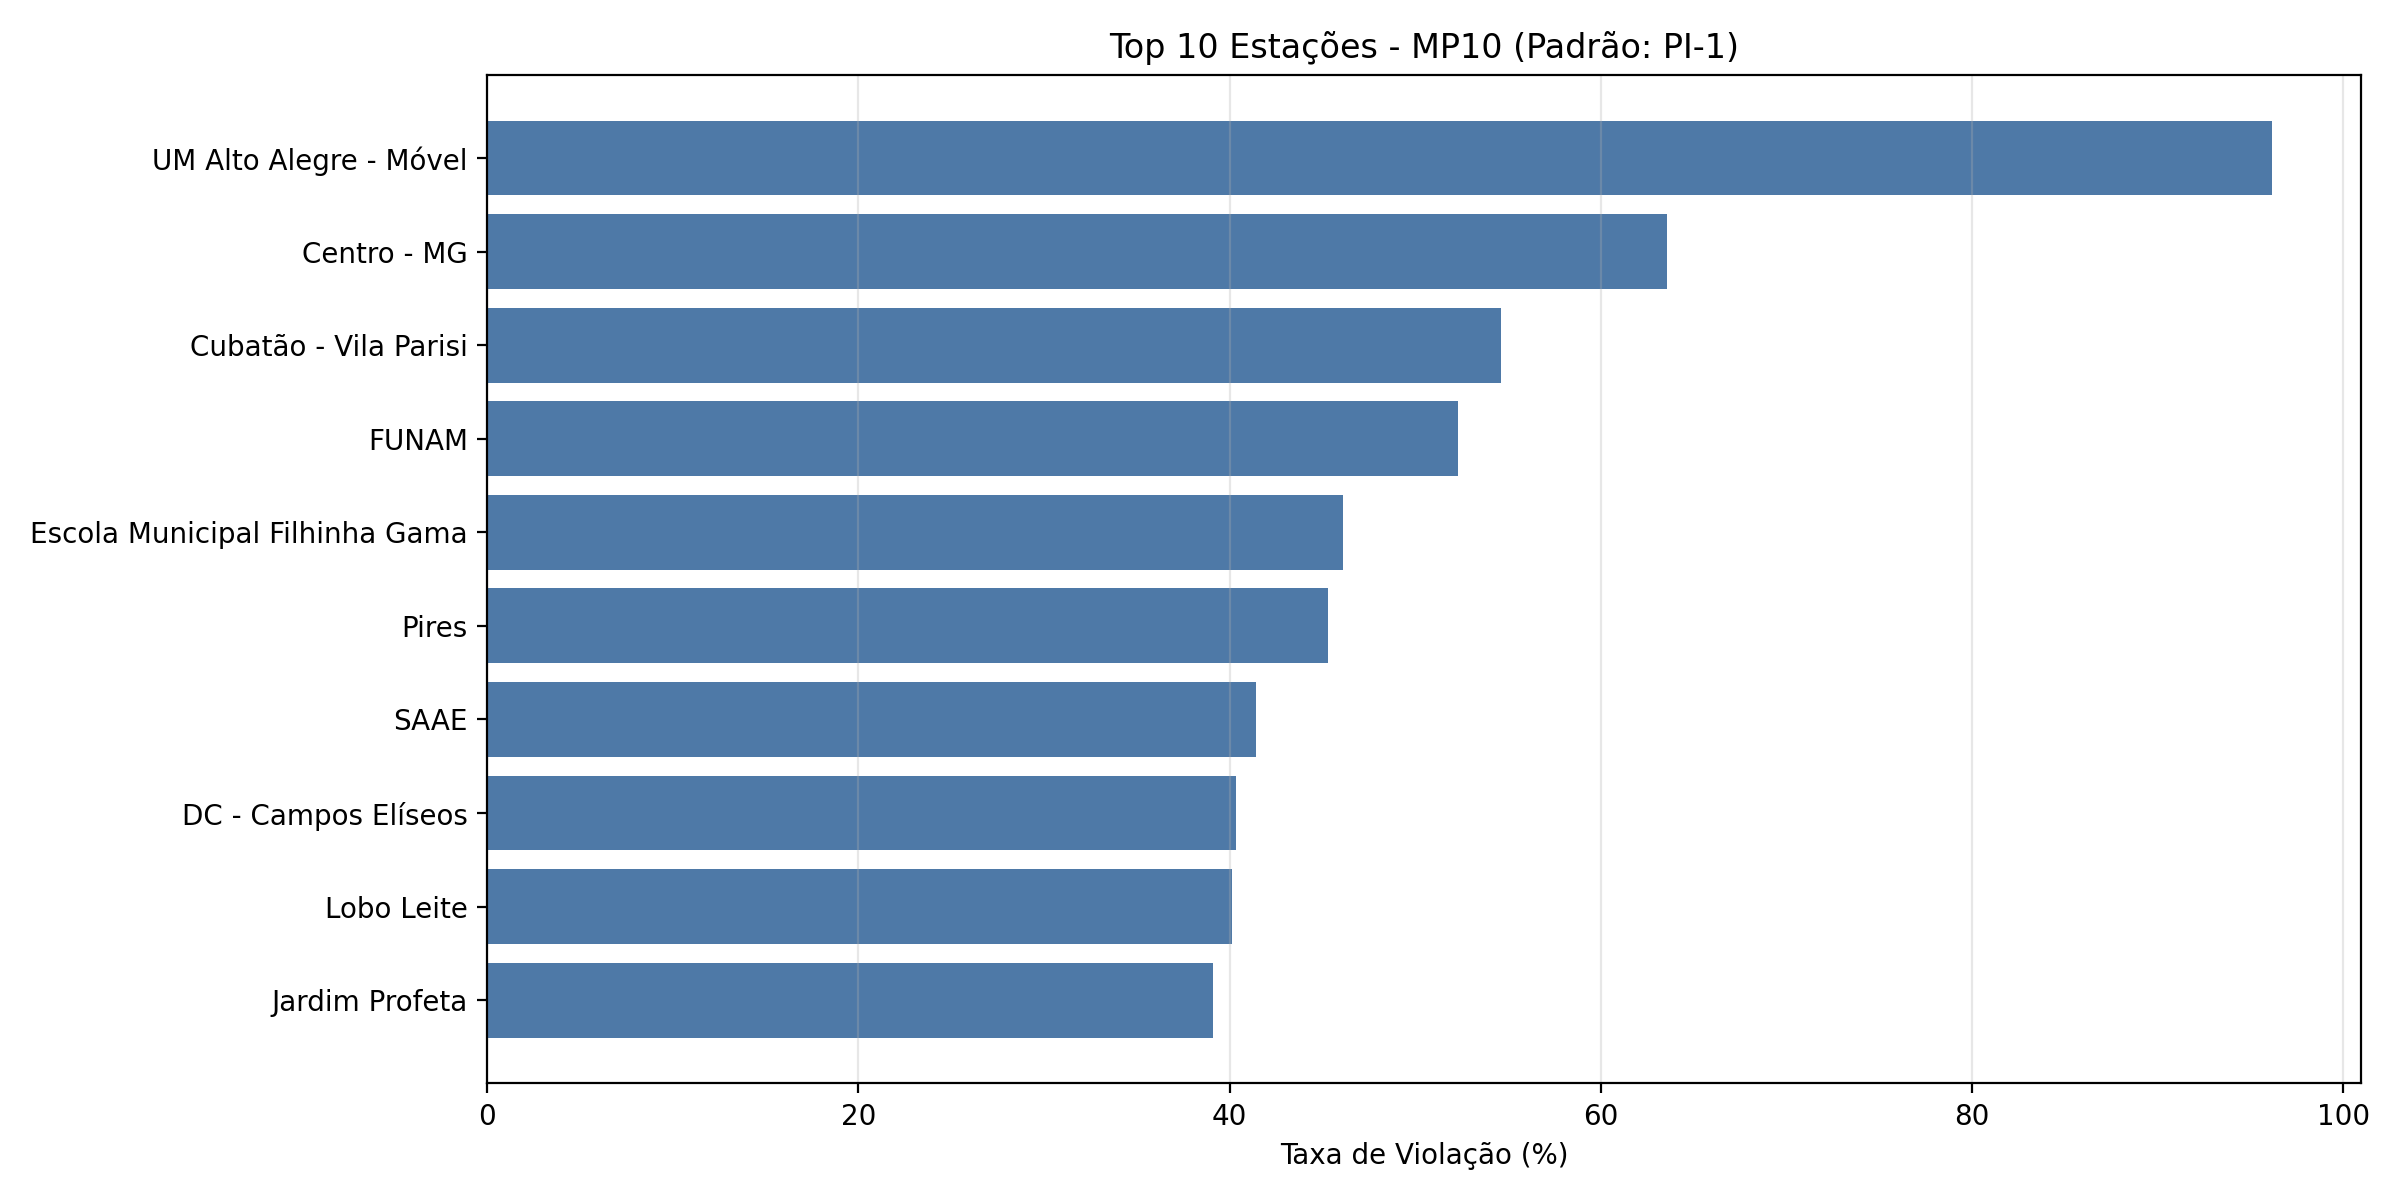 Top 10 Estações - MP10 (Padrão: PI-1)
UM Alto Alegre - Móvel
Centro - MG
Cubatão - Vila Parisi
FUNAM
Escola Municipal Filhinha Gama
Pires
SAAE
DC - Campos Elíseos
Lobo Leite
Jardim Profeta
0 20 40 60 80 100
Taxa de Violação (%)